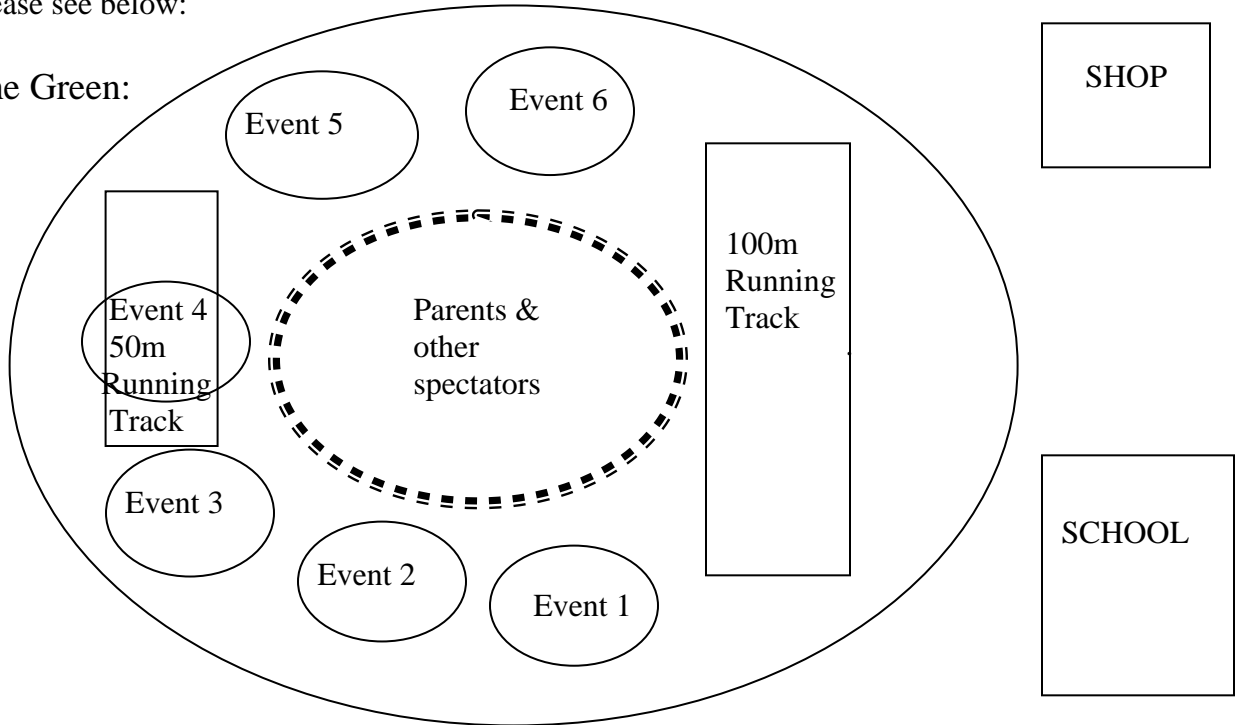 ease see below:
ne Green:
SHOP
Event 6
Event 5
100m
Running
Track
Event 4
50m
Running
Track
Parents &
other
spectators
Event 3
SCHOOL
Event 2
Event 1